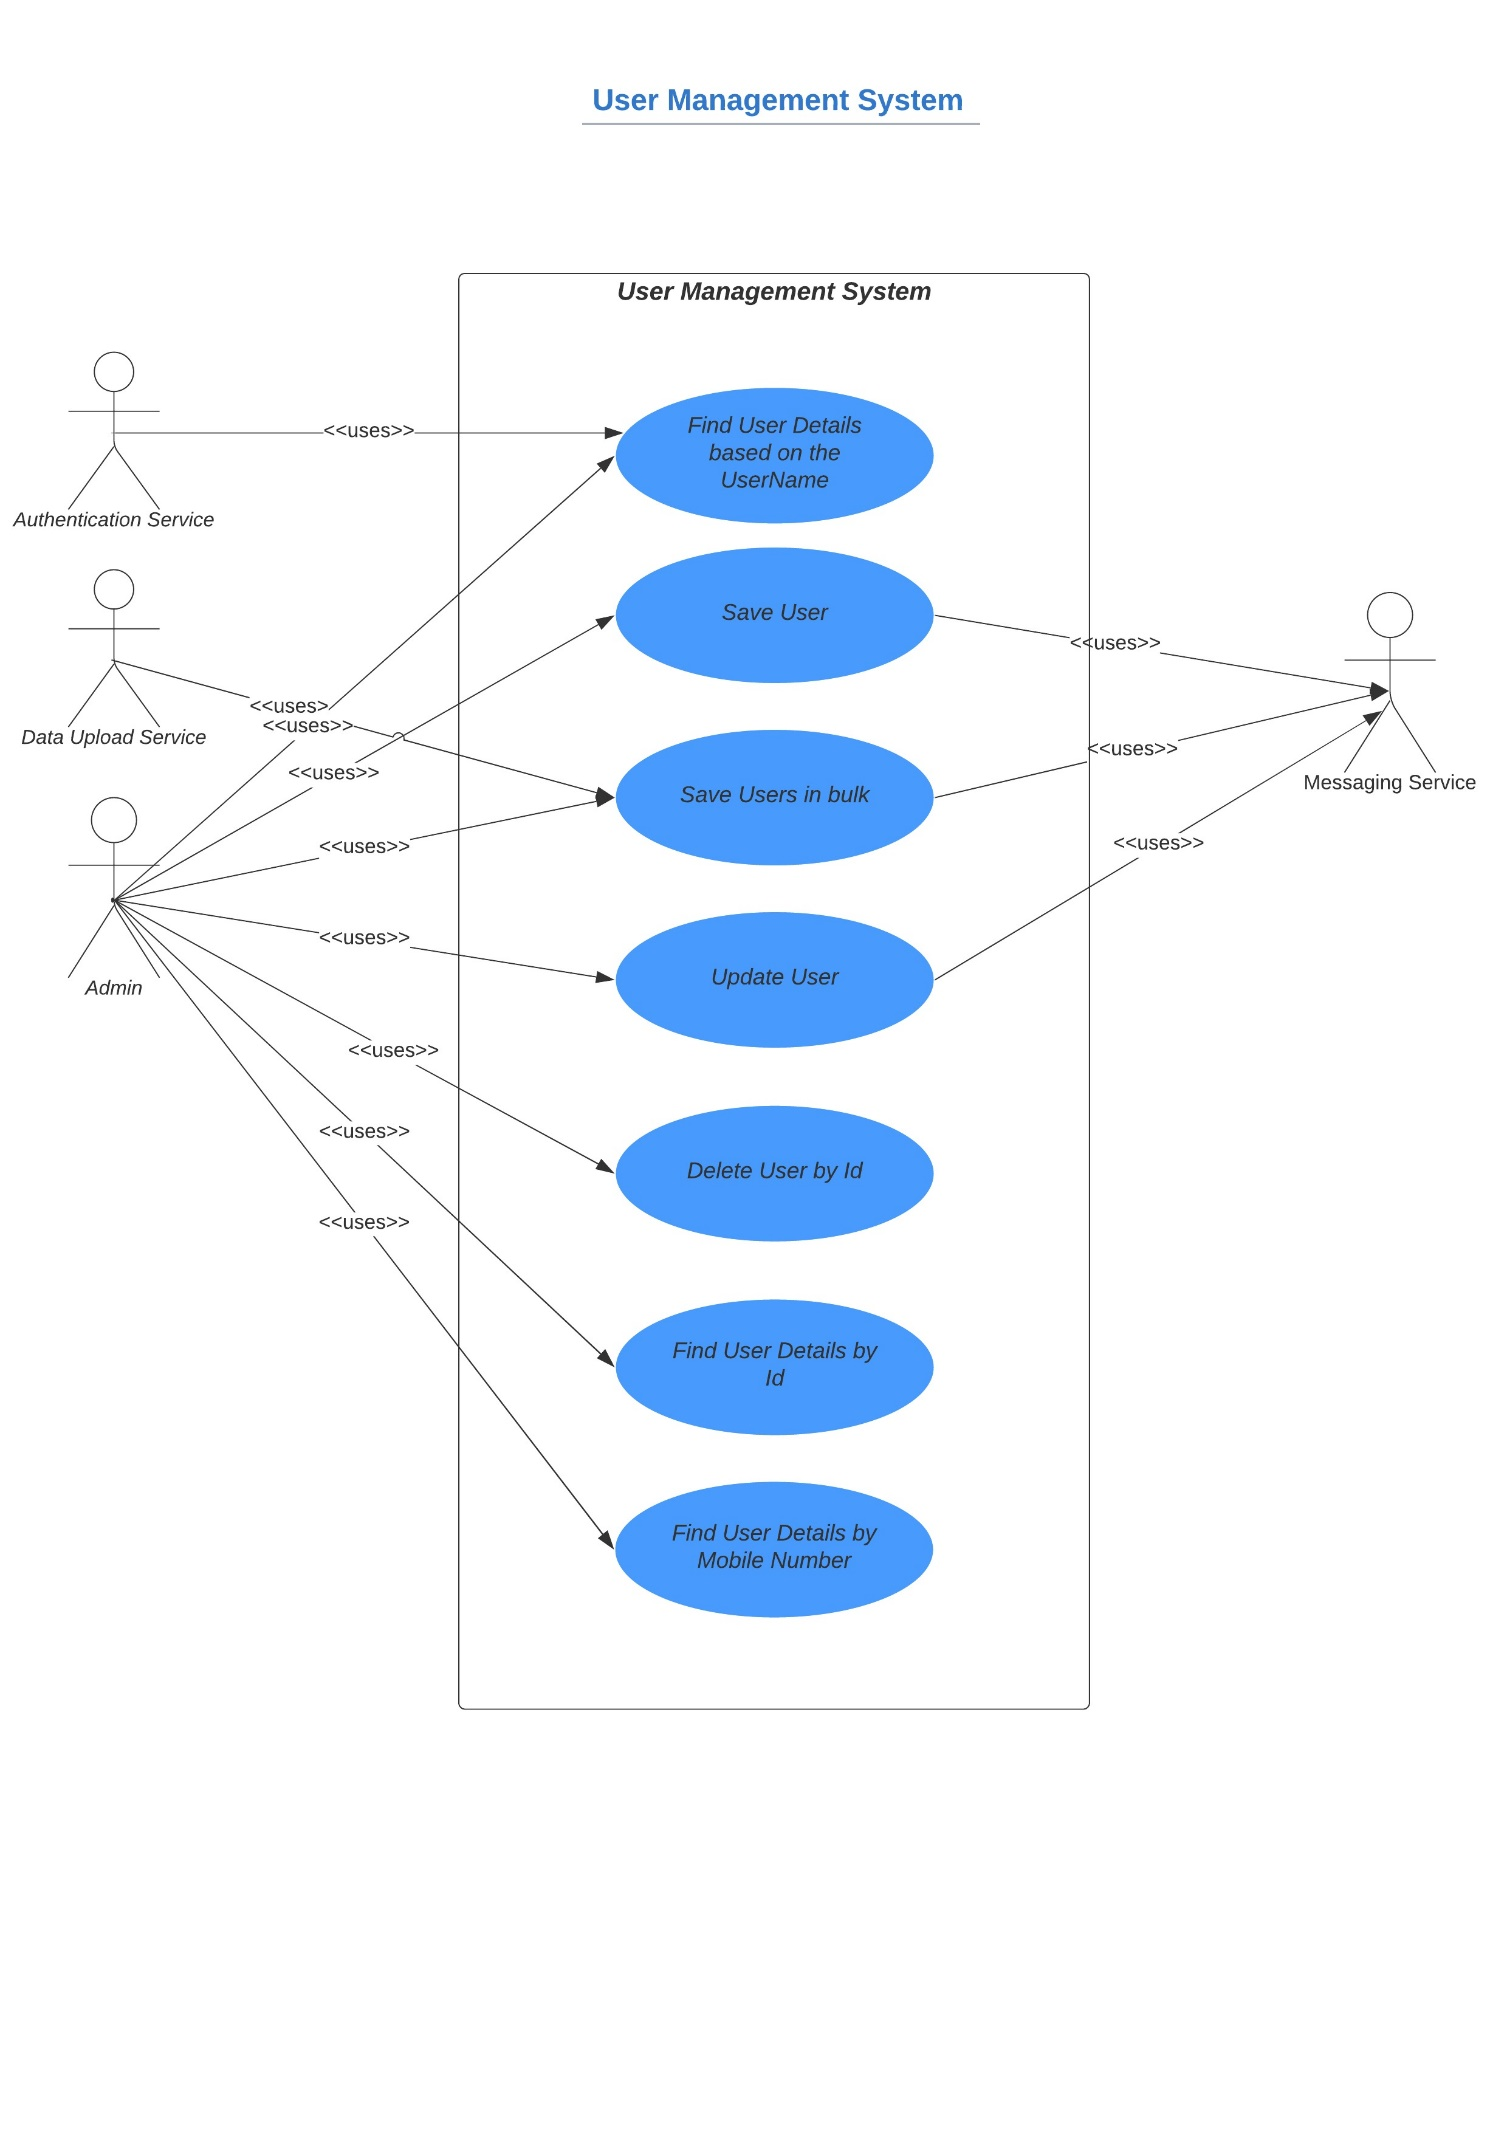 User Management System
User Management System
<<uses>>
Find User Details
based on the
UserName
Authentication Service
Save User
<<uses>>
<<uses>
<<uses>>
Data Upload Service
<<uses>>
<<uses>>
Messaging Service
Save Users in bulk
<<uses>>
<<uses>>
<<uses>>
Update User
Admin
<<uses>>
<<uses>>
Delete User by Id
<<uses>>
Find User Details by
Id
Find User Details by
Mobile Number